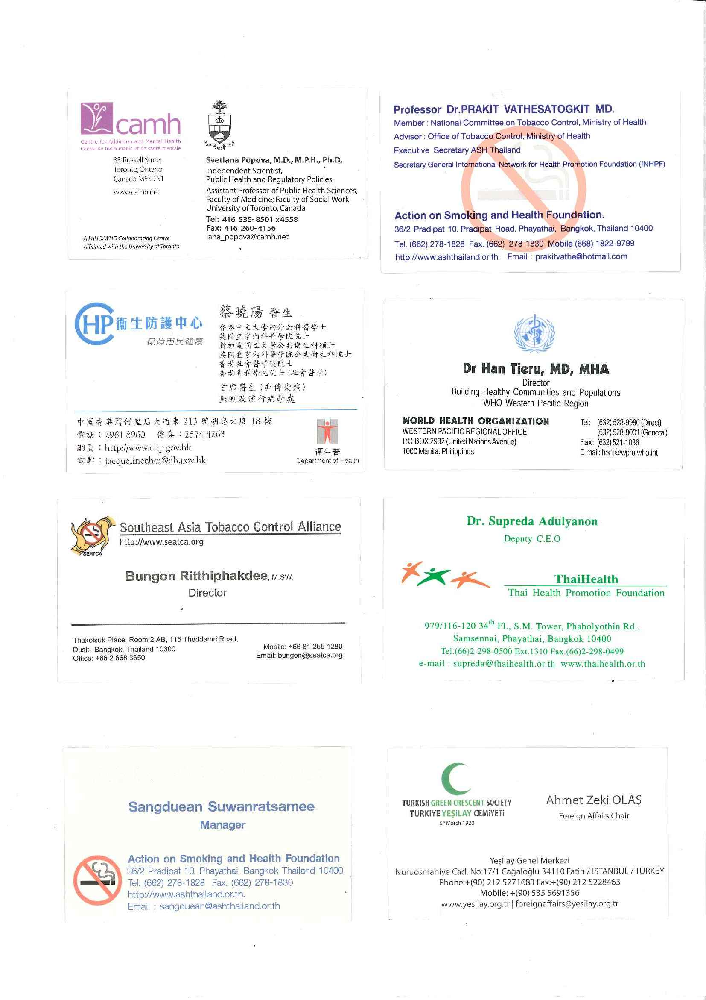 camh
Centre for Addiction and Mental Health
Centre de toxicomanie et de santé mentale
33 Russell Street
Toronto, Ontario
Canada M5S 2S1
www.camh.net
A PAHO/WHO Collaborating Centre
Affiliated with the University of Toronto
VELUT ARBOR ÆVO
Svetlana Popova, M.D., M.P.H., Ph.D.
Independent Scientist,
Public Health and Regulatory Policies
Assistant Professor of Public Health Sciences,
Faculty of Medicine; Faculty of Social Work
University of Toronto, Canada
Tel: 416 535-8501 x4558
Fax: 416 260-4156
lana_popova@camh.net
Professor Dr.PRAKIT VATHESATOGKIT MD.
Member : National Committee on Tobacco Control, Ministry of Health
Advisor : Office of Tobacco Control, Ministry of Health
Executive Secretary ASH Thailand
Secretary General International Network for Health Promotion Foundation (INHPF)
Action on Smoking and Health Foundation.
36/2 Pradipat 10, Pradipat Road, Phayathai, Bangkok, Thailand 10400
Tel. (662) 278-1828 Fax. (662) 278-1830 Mobile (668) 1822-9799
http://www.ashthailand.or.th. Email : prakitvathe@hotmail.com
CHP 衞生防護中心
保障市民健康
蔡曉陽 醫生
香港中文大學內外全科醫學士
英國皇家內科醫學院院士
新加坡國立大學公共衞生科碩士
英國皇家內科醫學院公共衞生科院士
香港社會醫學院院士
香港專科學院院士 (社會醫學)
首席醫生 (非傳染病)
監測及流行病學處
中國香港灣仔皇后大道東 213 號胡忠大廈 18 樓
電話 : 2961 8960 傳真 : 2574 4263
網頁 : http://www.chp.gov.hk
電郵 : jacquelinechoi@dh.gov.hk
衞生署
Department of Health
Dr Han Tieru, MD, MHA
Director
Building Healthy Communities and Populations
WHO Western Pacific Region
WORLD HEALTH ORGANIZATION
WESTERN PACIFIC REGIONAL OFFICE
P.O.BOX 2932 (United Nations Avenue)
1000 Manila, Philippines
Tel: (632) 528-9980 (Direct)
(632) 528-8001 (General)
Fax: (632) 521-1036
E-mail: hant@wpro.who.int
SEATCA
Southeast Asia Tobacco Control Alliance
http://www.seatca.org
Bungon Ritthiphakdee, M.SW.
Director
Thakolsuk Place, Room 2 AB, 115 Thoddamri Road,
Dusit, Bangkok, Thailand 10300
Office: +66 2 668 3650
Mobile: +66 81 255 1280
Email: bungon@seatca.org
Dr. Supreda Adulyanon
Deputy C.E.O
ThaiHealth
Thai Health Promotion Foundation
979/116-120 34th Fl., S.M. Tower, Phaholyothin Rd.,
Samsennai, Phayathai, Bangkok 10400
Tel.(66)2-298-0500 Ext.1310 Fax.(66)2-298-0499
e-mail : supreda@thaihealth.or.th www.thaihealth.or.th
Sangduean Suwanratsamee
Manager
Action on Smoking and Health Foundation
36/2 Pradipat 10, Phayathai, Bangkok Thailand 10400
Tel. (662) 278-1828 Fax. (662) 278-1830
http://www.ashthailand.or.th.
Email : sangduean@ashthailand.or.th
TURKISH GREEN CRESCENT SOCIETY
TÜRKİYE YEŞİLAY CEMİYETİ
5th March 1920
Ahmet Zeki OLAŞ
Foreign Affairs Chair
Yeşilay Genel Merkezi
Nuruosmaniye Cad. No:17/1 Cağaloğlu 34110 Fatih / ISTANBUL / TURKEY
Phone:+(90) 212 5271683 Fax:+(90) 212 5228463
Mobile: +(90) 535 5691356
www.yesilay.org.tr | foreignaffairs@yesilay.org.tr